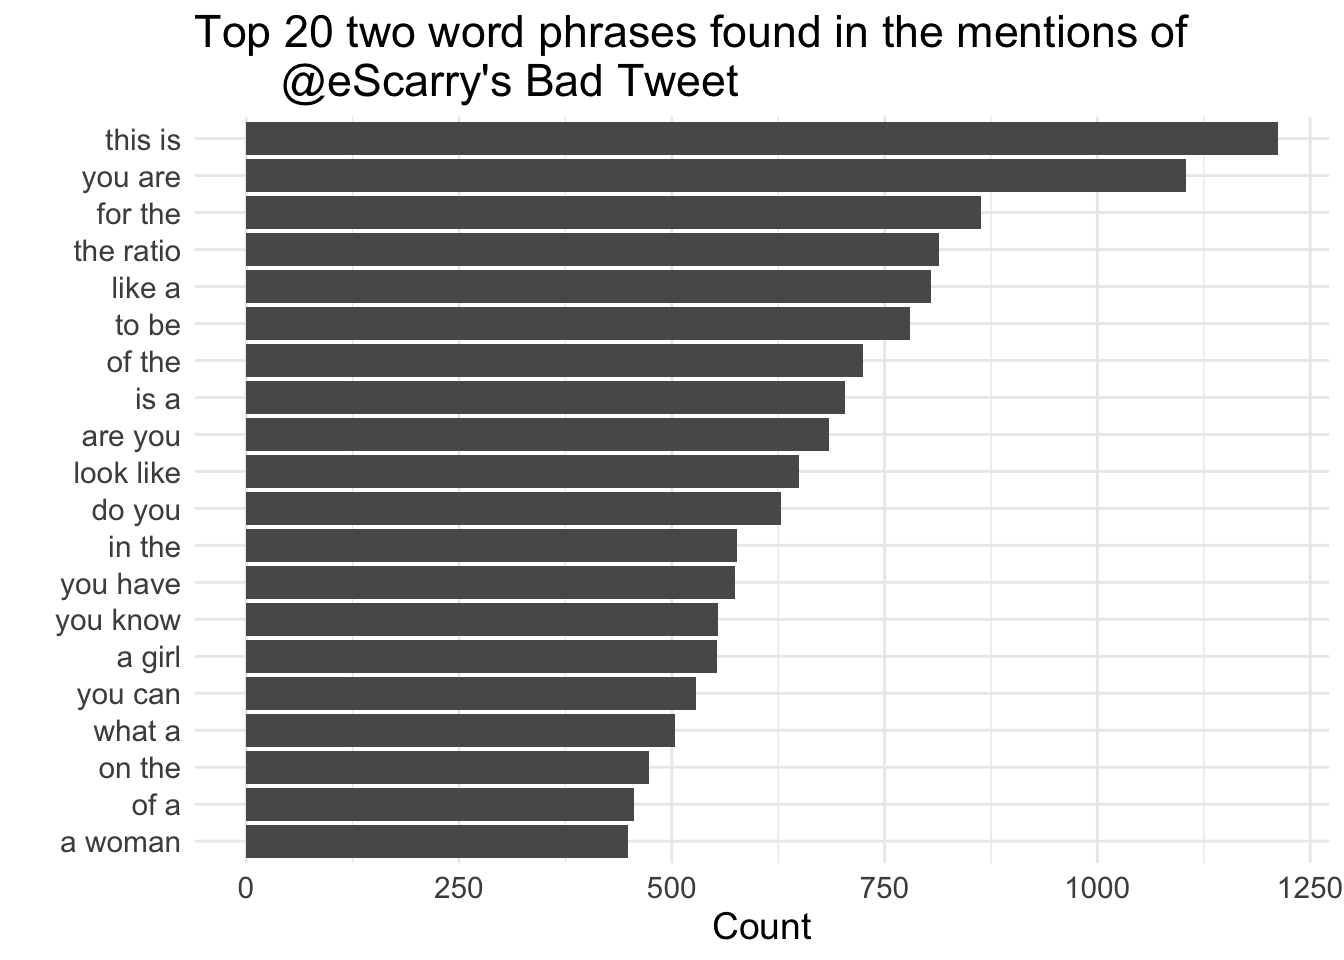 Top 20 two word phrases found in the mentions of
@eScarry's Bad Tweet
this is
you are
for the
the ratio
like a
to be
of the
is a
are you
look like
do you
in the
you have
you know
a girl
you can
what a
on the
of a
a woman
0 250 500 750 1000 1250
Count